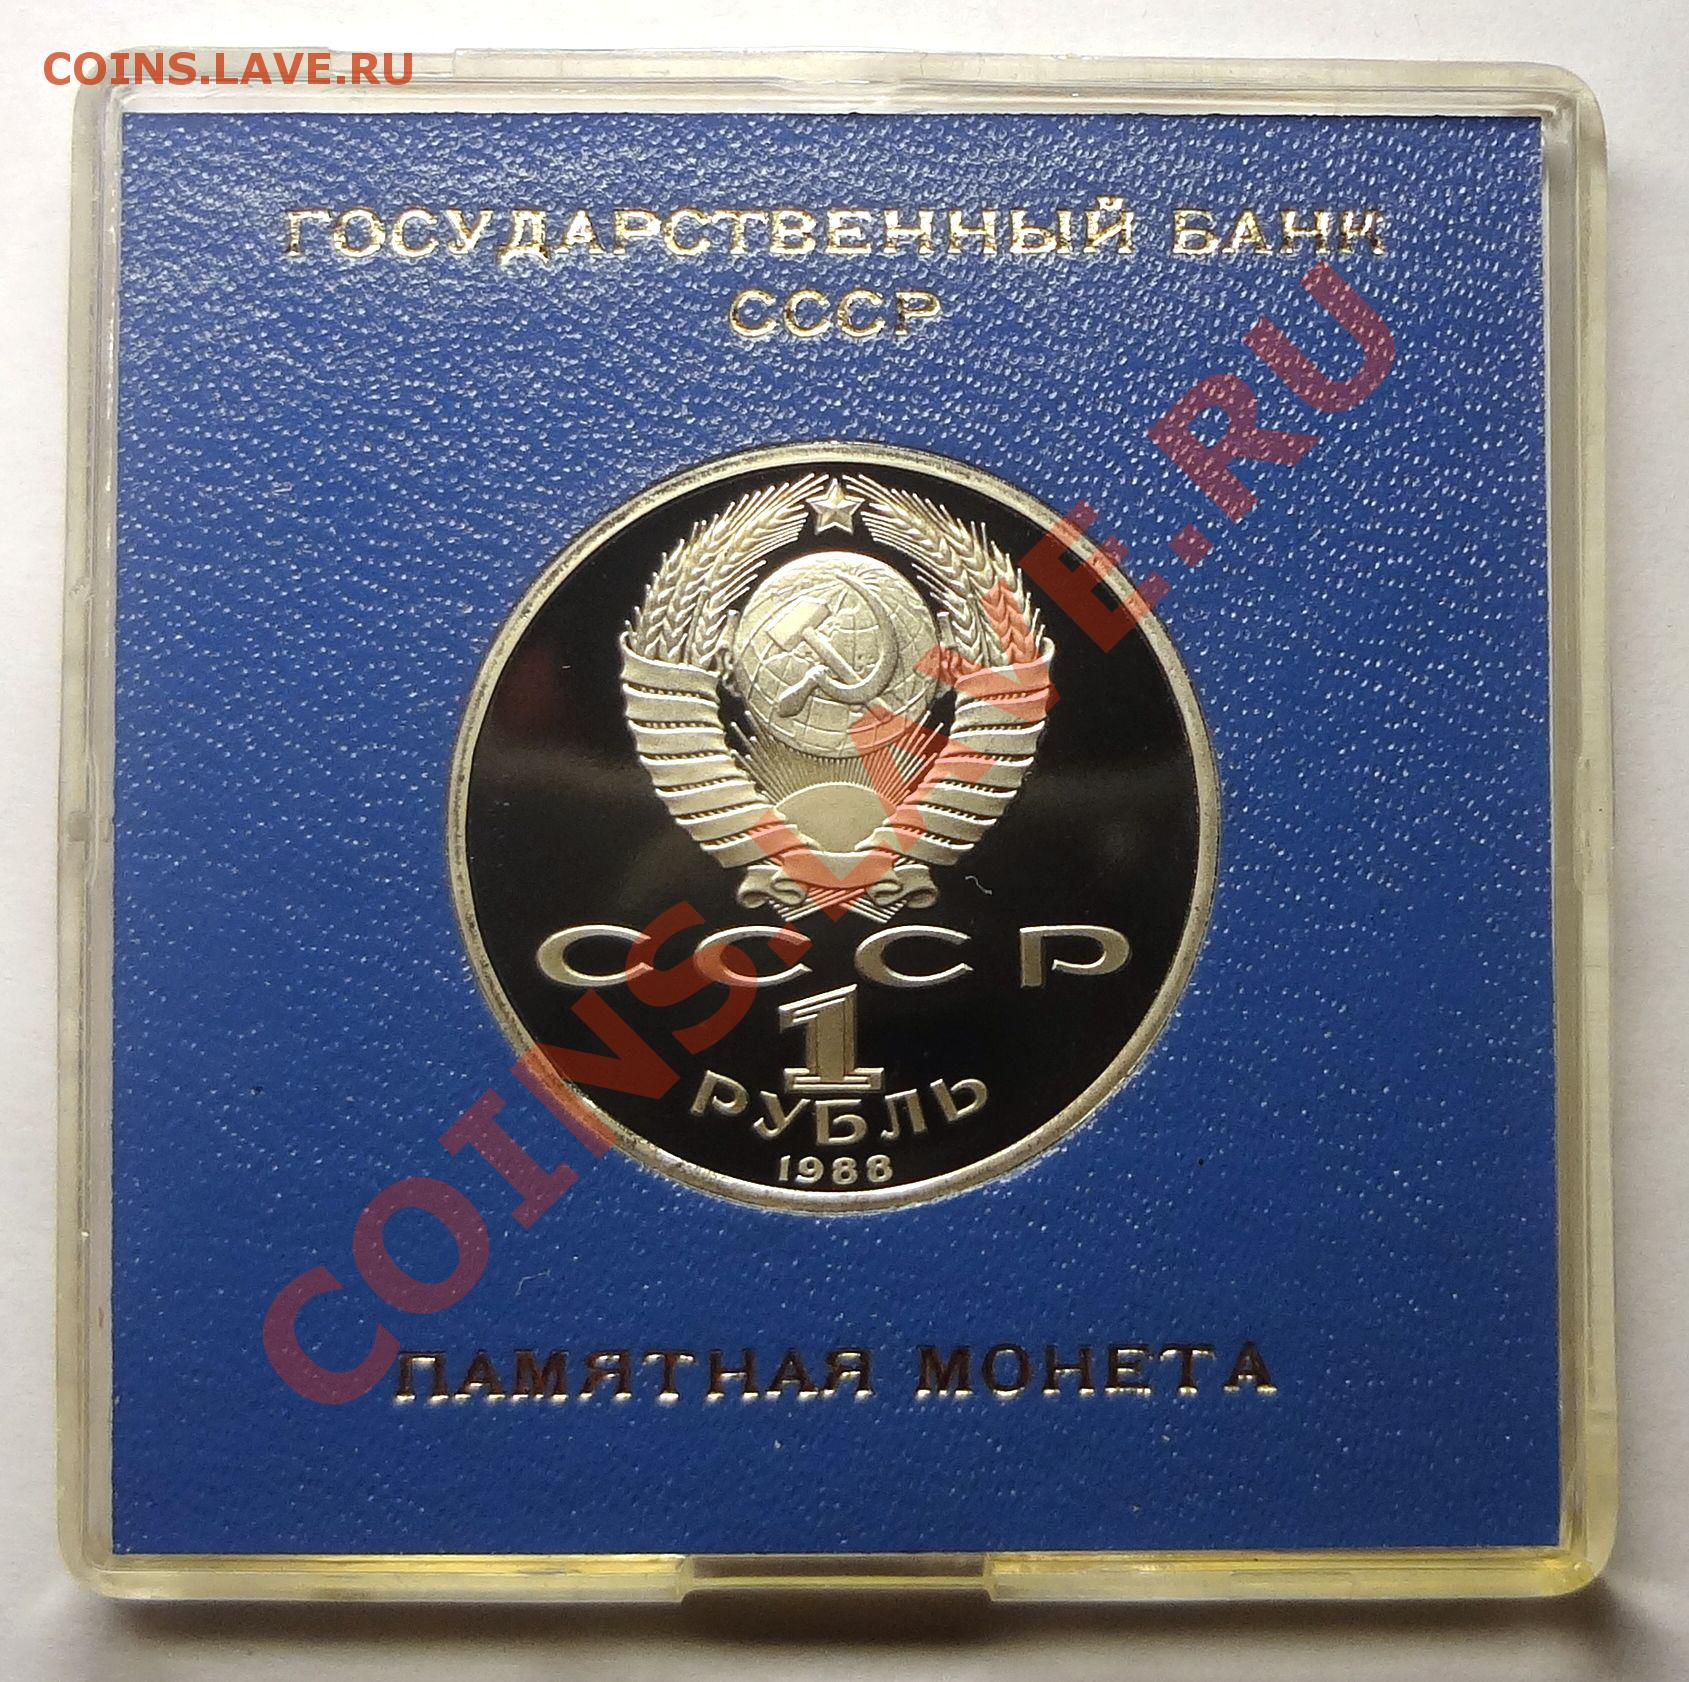 COINS.LAVE.RU
ГОСУДАРСТВЕННЫЙ БАНК
СССР
СССР
1
РУБЛЬ
1988
ПАМЯТНАЯ МОНЕТА
COINS.LAVE.RU